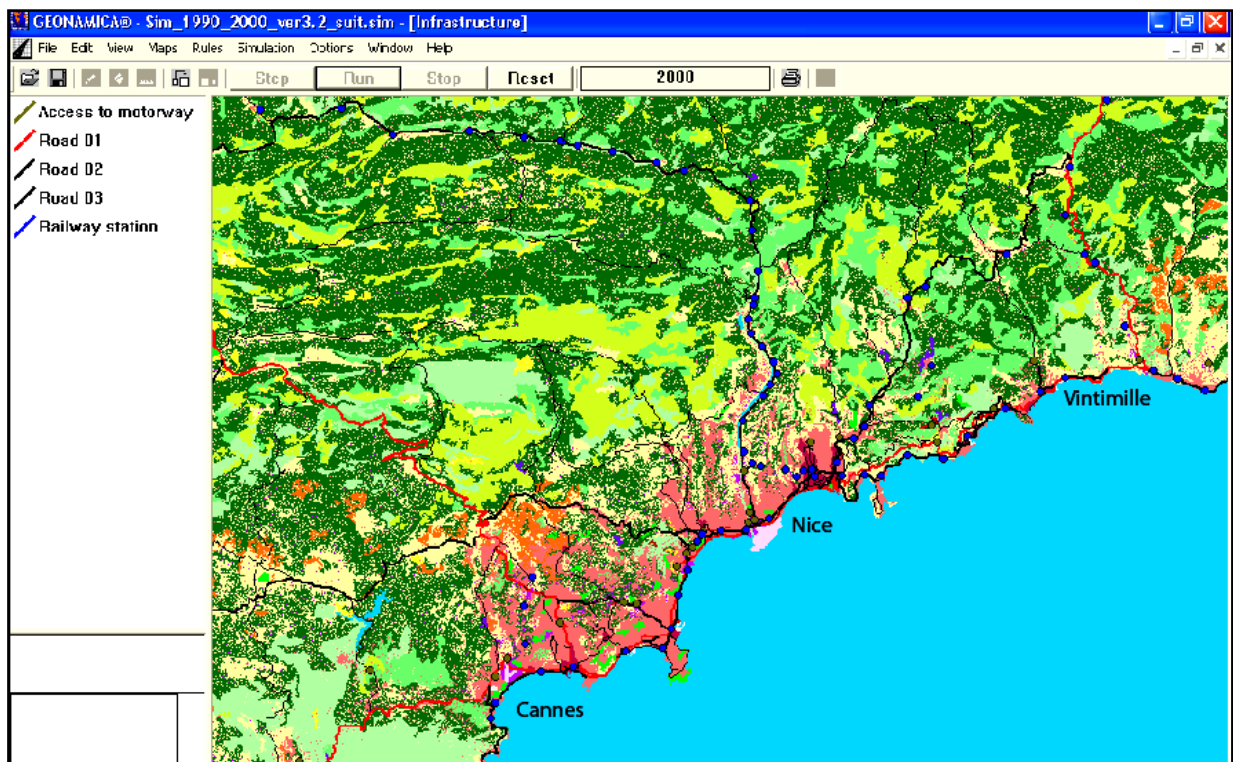 GEONAMICA® - Sim_1990_2000_ver3.2_suit.sim - [Infrastructure]
File Edit View Maps Rules Simulation Options Window Help
Step Run Stop Reset 2000
Access to motorway
Road 01
Road 02
Road 03
Railway station
Vintimille
Nice
Cannes